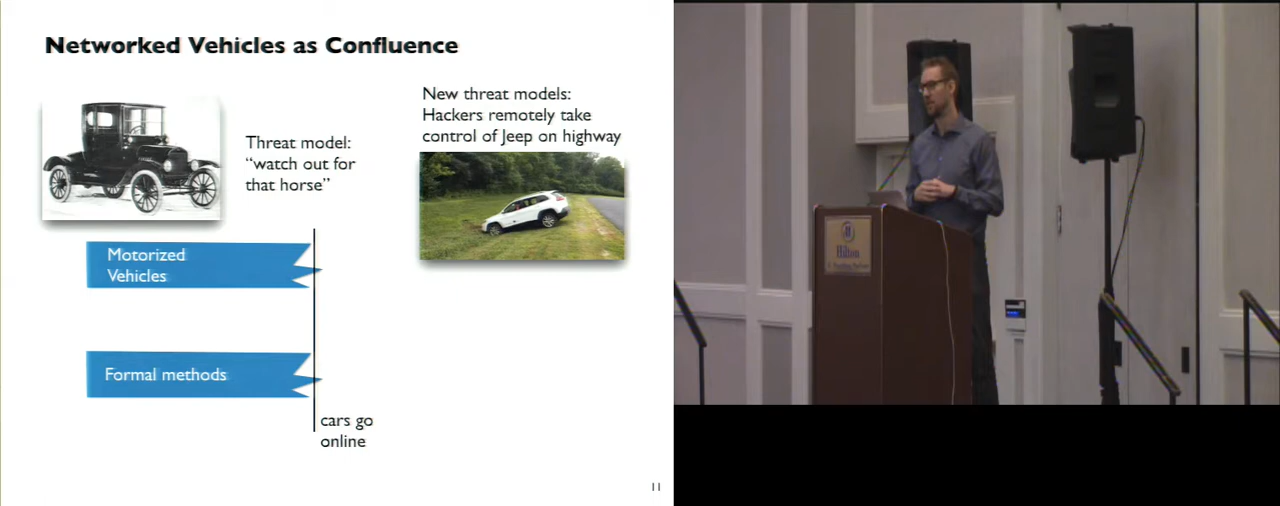 Networked Vehicles as Confluence
Threat model:
“watch out for
that horse”
New threat models:
Hackers remotely take
control of Jeep on highway
Motorized
Vehicles
Formal methods
cars go
online
11
Hilton